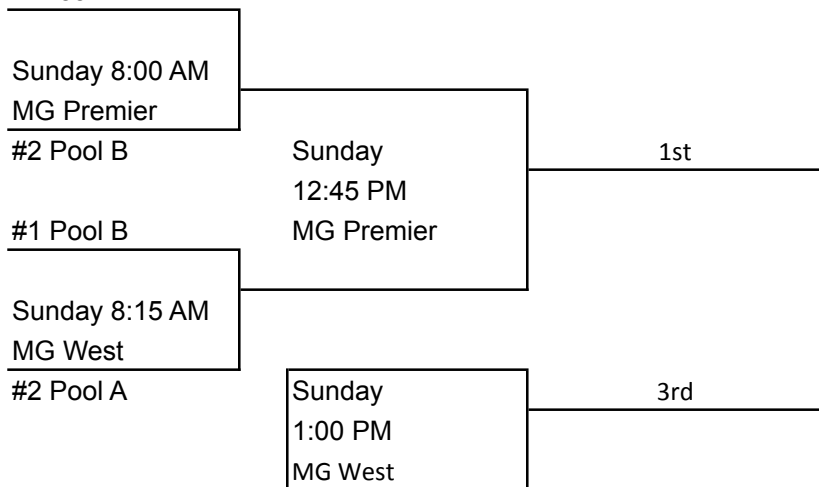 Sunday 8:00 AM
MG Premier
#2 Pool B
Sunday
1st
12:45 PM
#1 Pool B
MG Premier
Sunday 8:15 AM
MG West
#2 Pool A
Sunday
3rd
1:00 PM
MG West